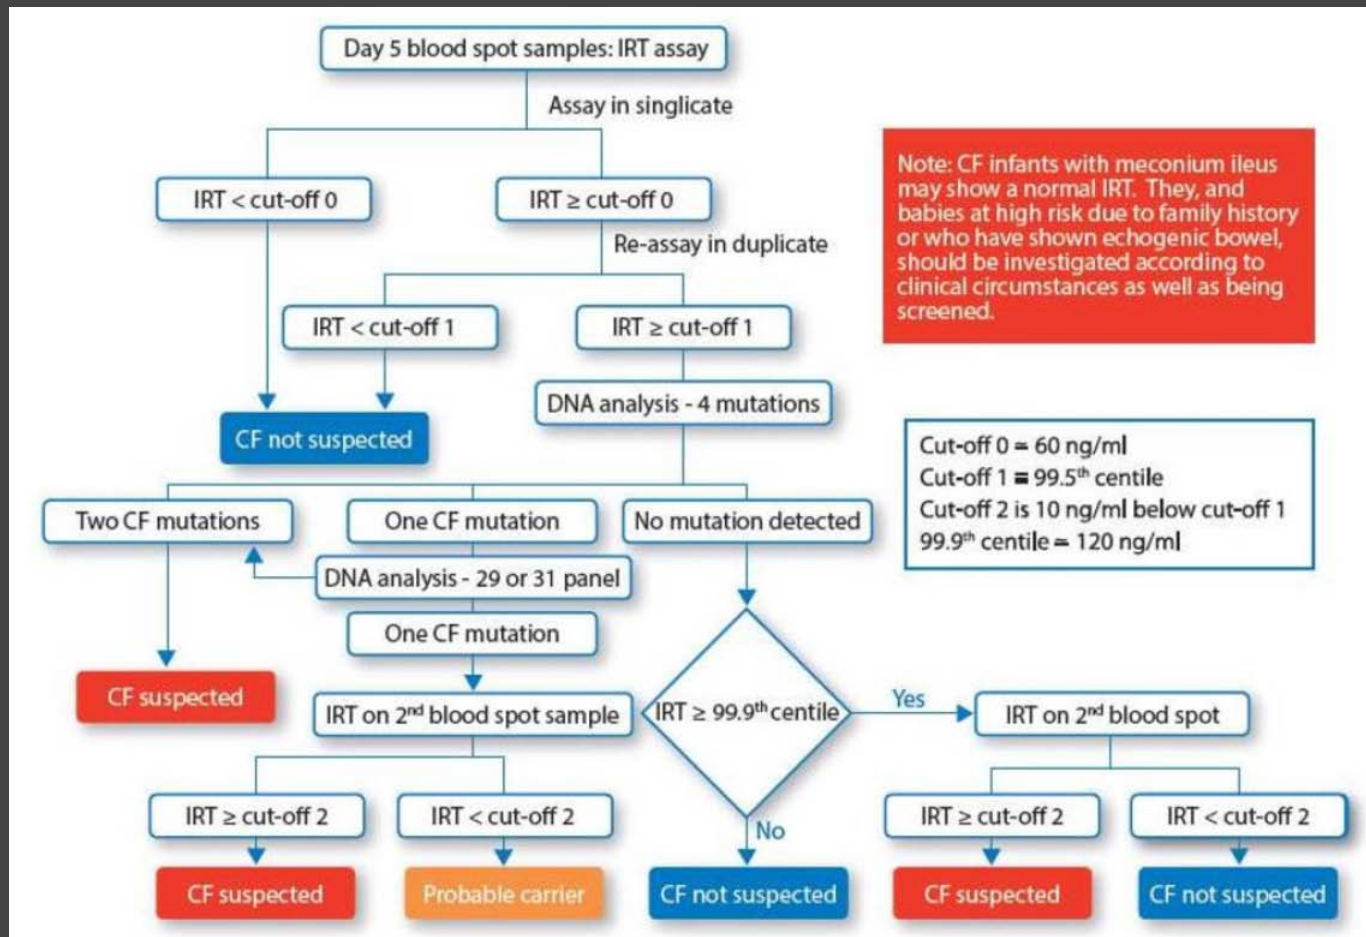 Day 5 blood spot samples: IRT assay
Assay in singlicate
IRT < cut-off 0
IRT ≥ cut-off 0
Re-assay in duplicate
IRT < cut-off 1
IRT ≥ cut-off 1
CF not suspected
DNA analysis - 4 mutations
Note: CF infants with meconium ileus
may show a normal IRT. They, and
babies at high risk due to family history
or who have shown echogenic bowel,
should be investigated according to
clinical circumstances as well as being
screened.
Cut-off 0 = 60 ng/ml
Cut-off 1 ≡ 99.5th centile
Cut-off 2 is 10 ng/ml below cut-off 1
99.9th centile = 120 ng/ml
Two CF mutations
One CF mutation
No mutation detected
DNA analysis - 29 or 31 panel
One CF mutation
CF suspected
IRT on 2nd blood spot sample
IRT ≥ 99.9th centile
Yes
IRT on 2nd blood spot
IRT ≥ cut-off 2
IRT < cut-off 2
No
IRT ≥ cut-off 2
IRT < cut-off 2
CF suspected
Probable carrier
CF not suspected
CF suspected
CF not suspected